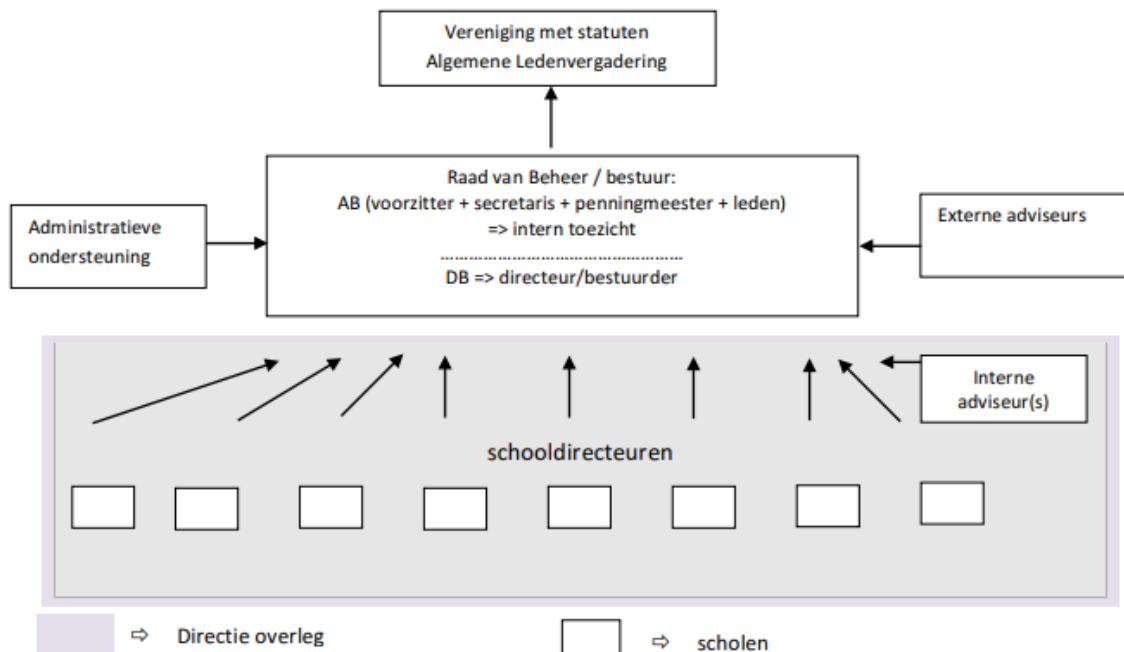 Vereniging met statuten
Algemene Ledenvergadering
Raad van Beheer / bestuur:
AB (voorzitter + secretaris + penningmeester + leden)
=> intern toezicht
……………………………………………
DB => directeur/bestuurder
Administratieve
ondersteuning
Externe adviseurs
Interne
adviseur(s)
schooldirecteuren
⇨ Directie overleg
⇨ scholen